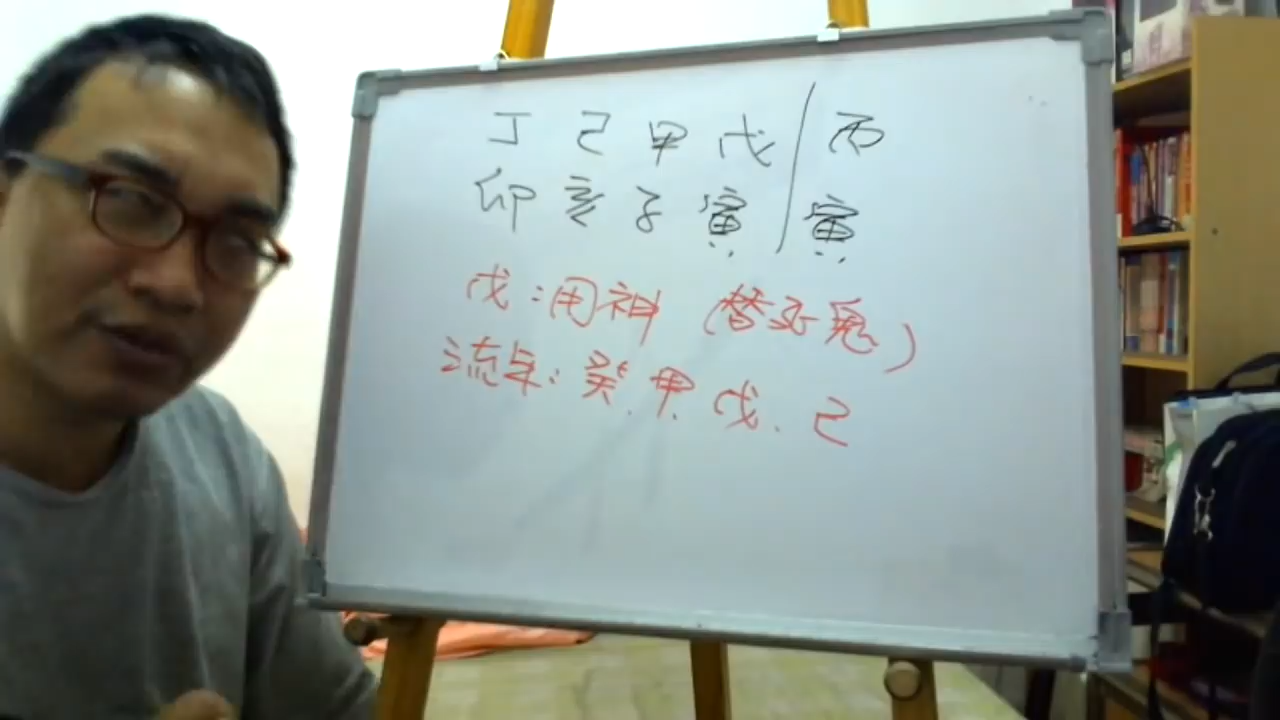 丁 己 甲 戊 / 丙
卯 亥 子 寅 寅
戊:用神 (替死鬼)
流年:癸.甲.戊.己